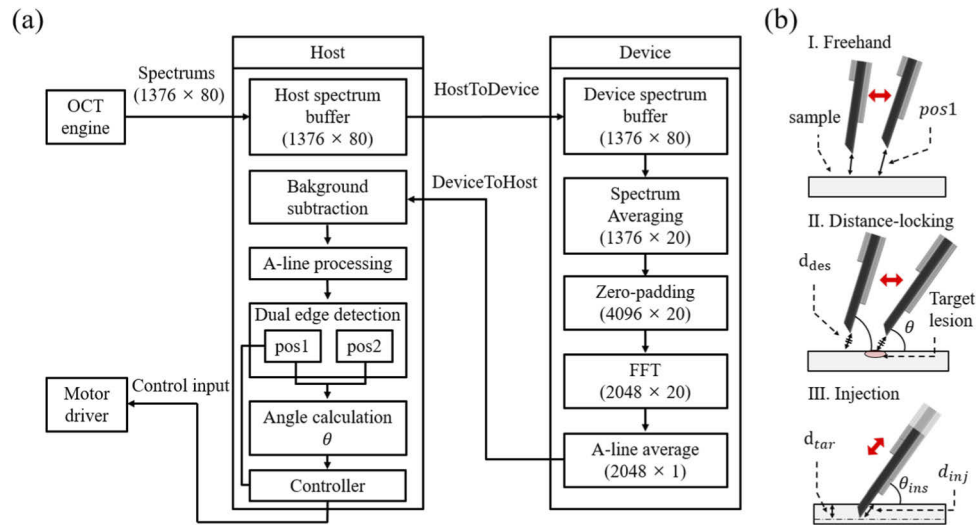 (a)
Host
Device
Spectrums
(1376 × 80)
OCT
engine
Host spectrum
buffer
(1376 × 80)
HostToDevice
Device spectrum
buffer
(1376 × 80)
DeviceToHost
Bakground
subtraction
Spectrum
Averaging
(1376 × 20)
A-line processing
Zero-padding
(4096 × 20)
Dual edge detection
pos1
pos2
FFT
(2048 × 20)
Motor
driver
Control input
Angle calculation
θ
A-line average
(2048 × 1)
Controller
(b)
I. Freehand
sample
pos1
II. Distance-locking
d_des
Target
lesion
θ
III. Injection
d_tar
θ_ins
d_inj